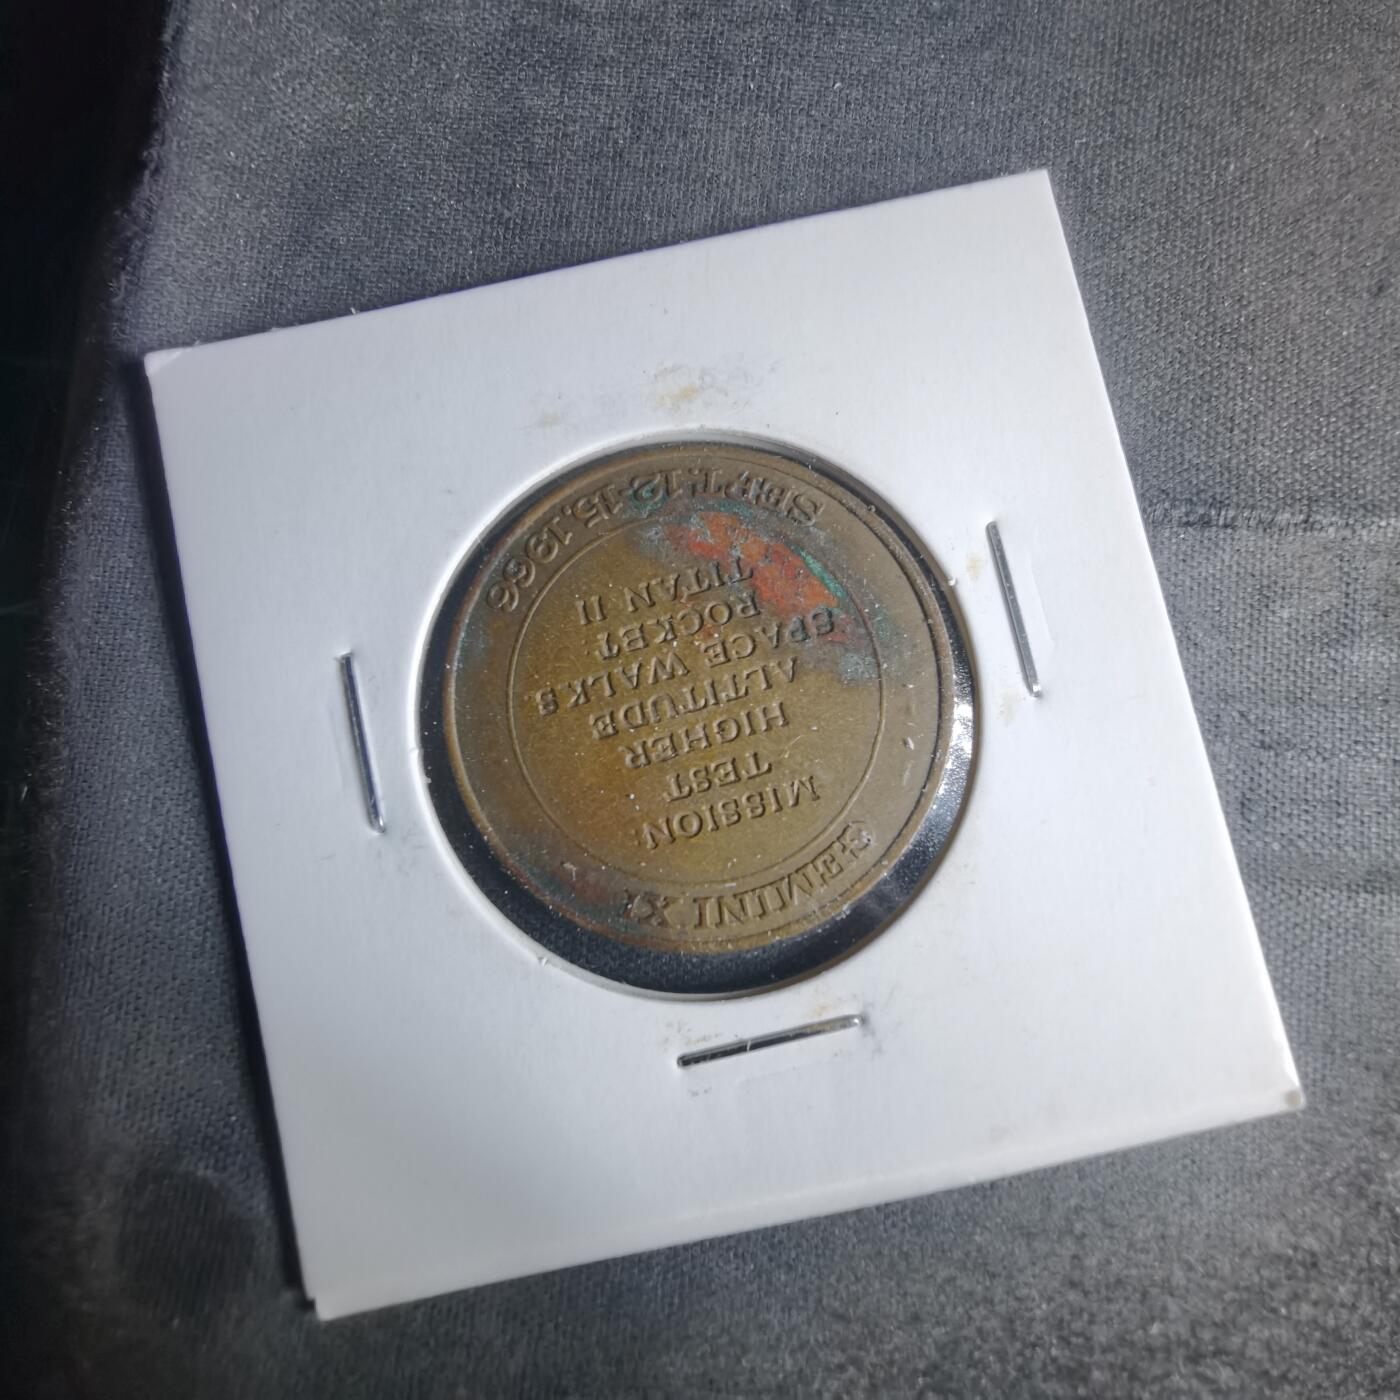 GEMINI XI
MISSION:
TEST
HIGHER
ALTITUDE
SPACE WALKS.
ROCKET:
TITAN II
SEPT. 12-15, 1966